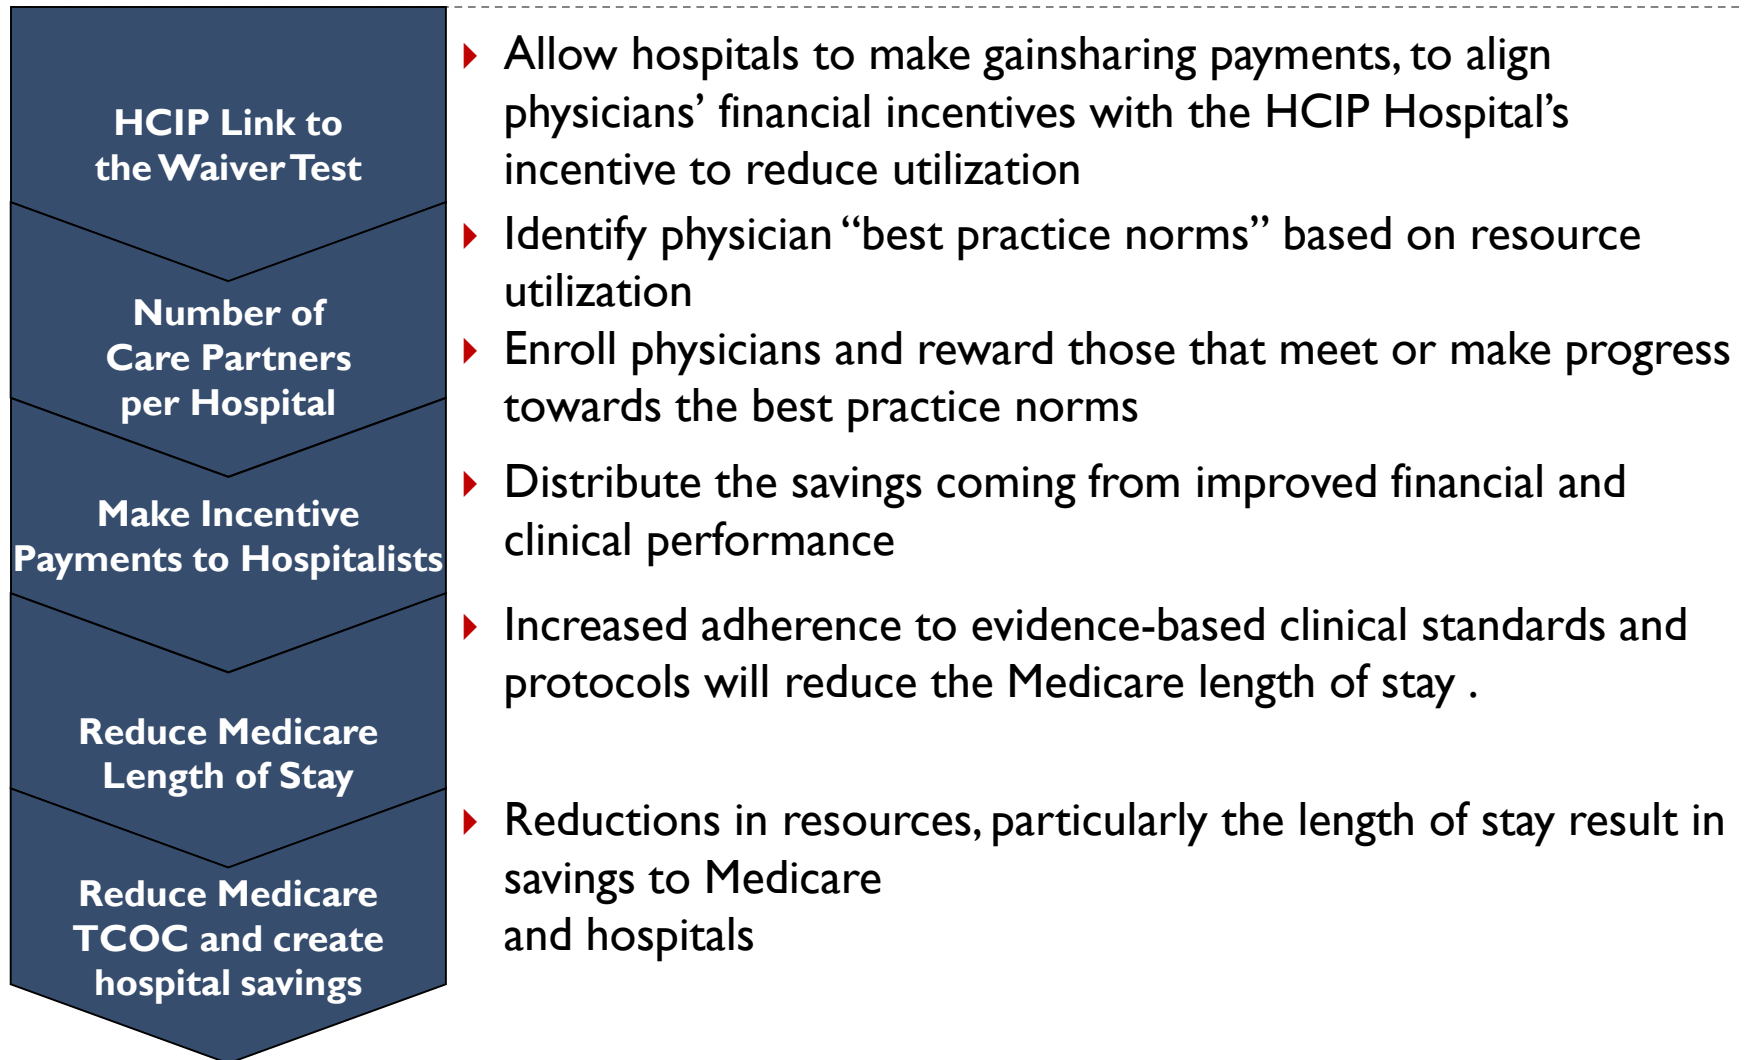 HCIP Link to
the Waiver Test
Number of
Care Partners
per Hospital
Make Incentive
Payments to Hospitalists
Reduce Medicare
Length of Stay
Reduce Medicare
TCOC and create
hospital savings
Allow hospitals to make gainsharing payments, to align
physicians’ financial incentives with the HCIP Hospital’s
incentive to reduce utilization
Identify physician “best practice norms” based on resource
utilization
Enroll physicians and reward those that meet or make progress
towards the best practice norms
Distribute the savings coming from improved financial and
clinical performance
Increased adherence to evidence-based clinical standards and
protocols will reduce the Medicare length of stay .
Reductions in resources, particularly the length of stay result in
savings to Medicare
and hospitals